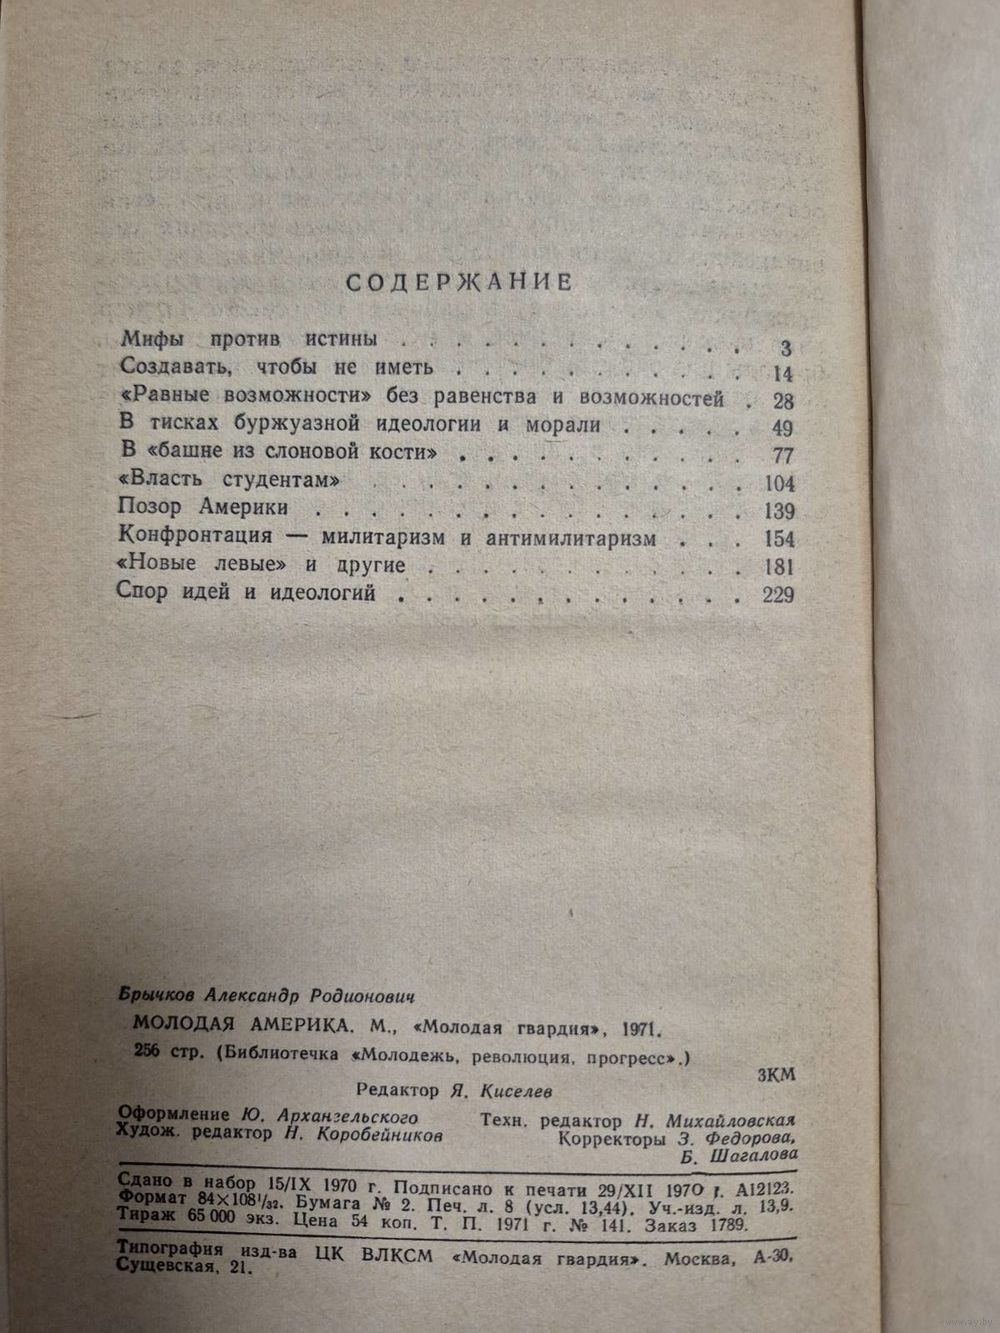 СОДЕРЖАНИЕ
Мифы против истины . . . . . . . . . . . . . 3
Создавать, чтобы не иметь . . . . . . . . . . . 14
«Равные возможности» без равенства и возможностей . 28
В тисках буржуазной идеологии и морали . . . . . 49
В «башне из слоновой кости» . . . . . . . . . . . 77
«Власть студентам» . . . . . . . . . . . . . . 104
Позор Америки . . . . . . . . . . . . . . . . 139
Конфронтация — милитаризм и антимилитаризм . . . 154
«Новые левые» и другие . . . . . . . . . . . . 181
Спор идей и идеологий . . . . . . . . . . . . . 229
Брычков Александр Родионович
МОЛОДАЯ АМЕРИКА. М., «Молодая гвардия», 1971.
256 стр. (Библиотечка «Молодежь, революция, прогресс».)
3КМ
Редактор Я. Киселев
Оформление Ю. Архангельского
Худож. редактор Н. Коробейников
Техн. редактор Н. Михайловская
Корректоры З. Федорова,
Б. Шагалова
Сдано в набор 15/IX 1970 г. Подписано к печати 29/XII 1970 г. А12123.
Формат 84×108¹/₃₂. Бумага № 2. Печ. л. 8 (усл. 13,44). Уч.-изд. л. 13,9.
Тираж 65 000 экз. Цена 54 коп. Т. П. 1971 г. № 141. Заказ 1789.
Типография изд-ва ЦК ВЛКСМ «Молодая гвардия». Москва, А-30,
Сущевская, 21.
www.ay.by